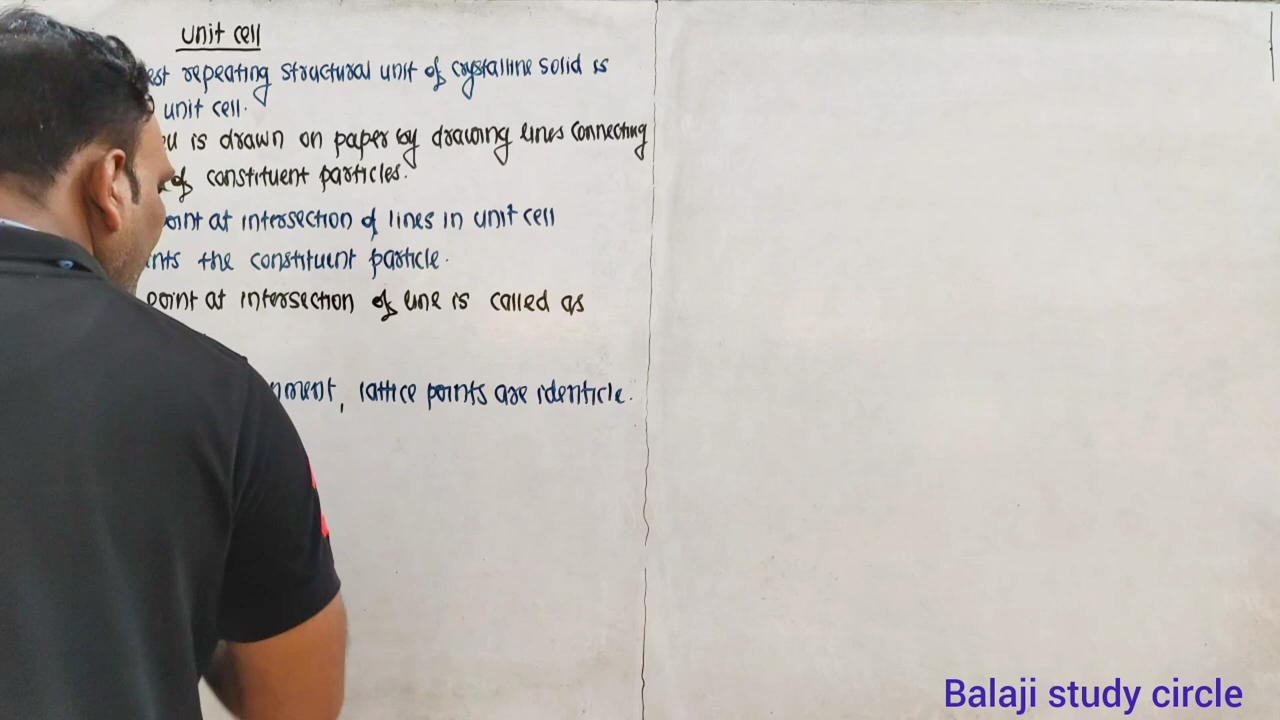 unit cell
est repeating structural unit of crystalline solid is
unit cell.
is drawn on paper by drawing lines connecting
of constituent particles.
oint at intersection of lines in unit cell
nts the constituent particle.
point at intersection of line is called as
nment, lattice points are identicle.
Balaji study circle